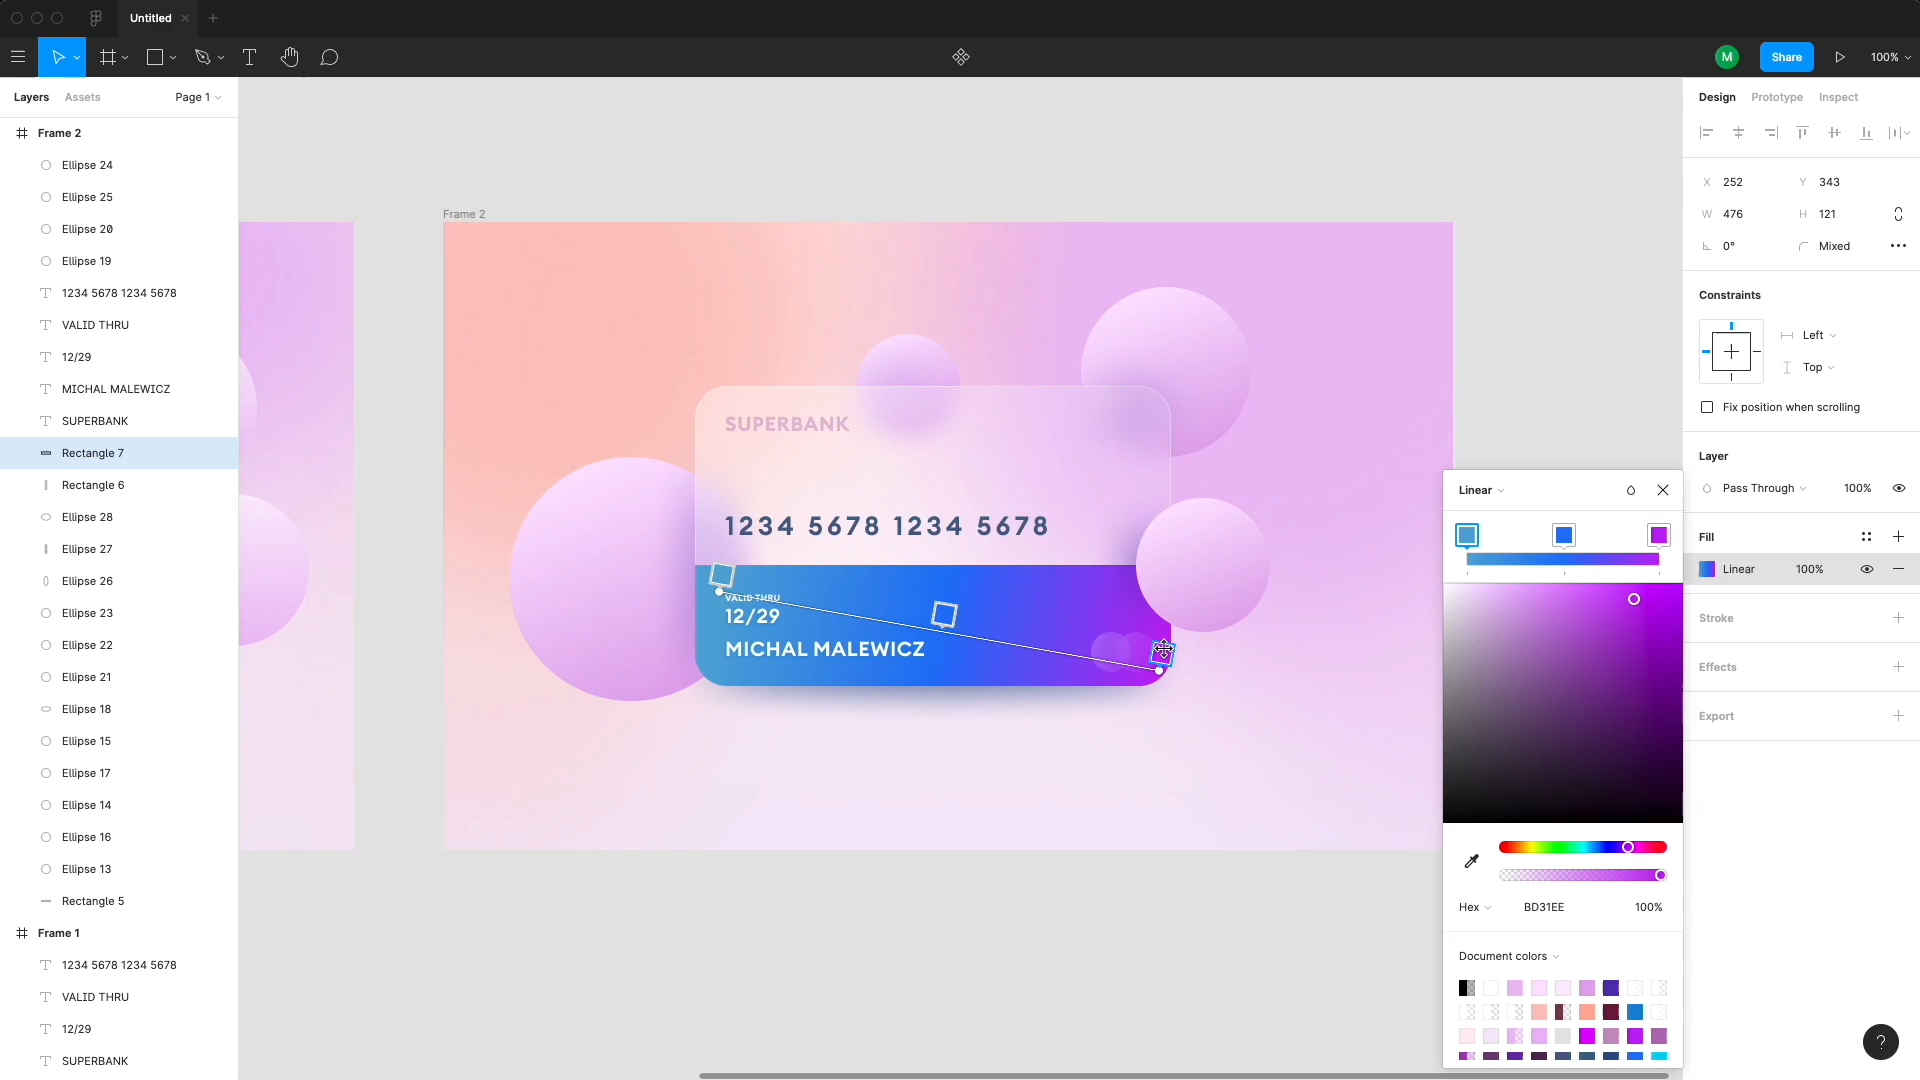 Untitled
M
Share
100%
Layers
Assets
Page 1
Design
Prototype
Inspect
Frame 2
Ellipse 24
Ellipse 25
Ellipse 20
Ellipse 19
1234 5678 1234 5678
VALID THRU
12/29
MICHAL MALEWICZ
SUPERBANK
Rectangle 7
Rectangle 6
Ellipse 28
Ellipse 27
Ellipse 26
Ellipse 23
Ellipse 22
Ellipse 21
Ellipse 18
Ellipse 15
Ellipse 17
Ellipse 14
Ellipse 16
Ellipse 13
Rectangle 5
Frame 1
1234 5678 1234 5678
VALID THRU
12/29
SUPERBANK
Frame 2
SUPERBANK
1234 5678 1234 5678
VALID THRU
12/29
MICHAL MALEWICZ
Linear
Hex
BD31EE
100%
Document colors
X 252
Y 343
W 476
H 121
0°
Mixed
Constraints
Left
Top
Fix position when scrolling
Layer
Pass Through
100%
Fill
Linear
100%
Stroke
Effects
Export
?